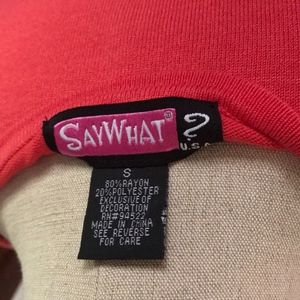 SAYWHAT ?
U.S.A.
S
80%RAYON
20%POLYESTER
EXCLUSIVE OF
DECORATION
RN#94522
MADE IN CHINA
SEE REVERSE
FOR CARE